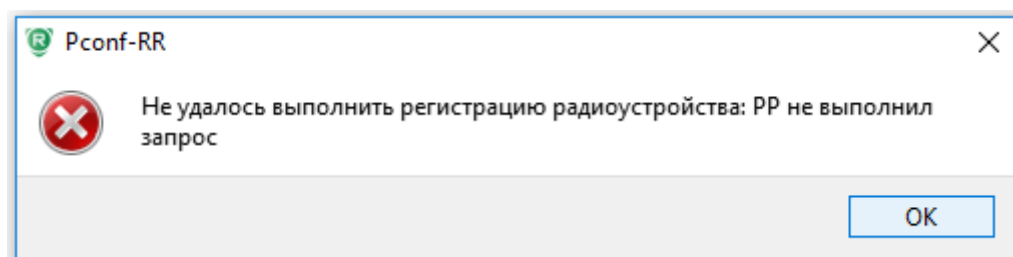 Pconf-RR
Не удалось выполнить регистрацию радиоустройства: РР не выполнил
запрос
OK